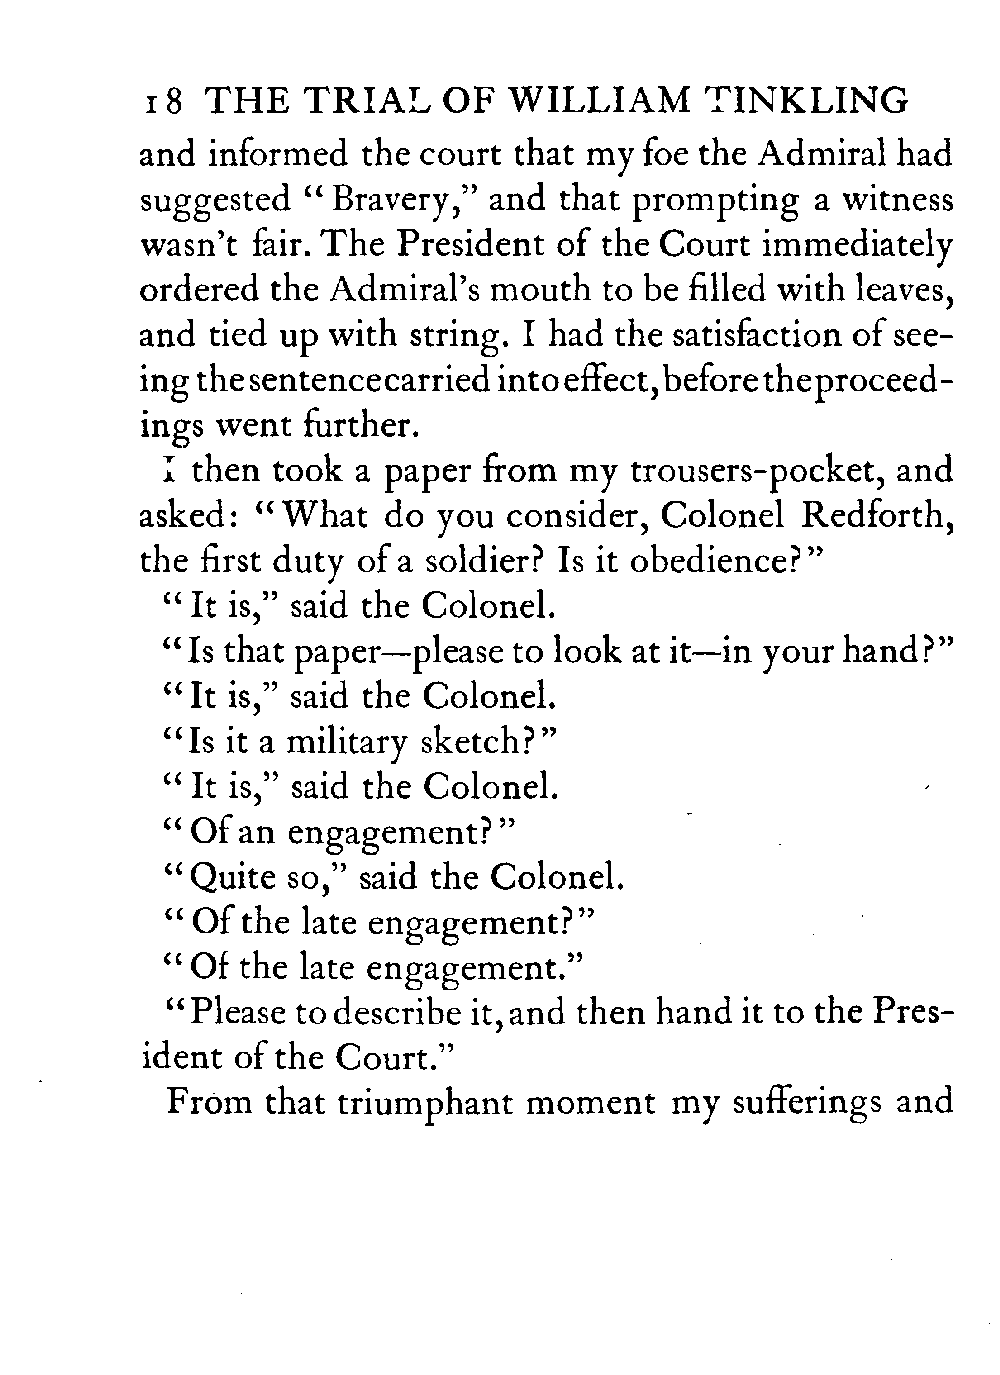 18 THE TRIAL OF WILLIAM TINKLING
and informed the court that my foe the Admiral had
suggested “Bravery,” and that prompting a witness
wasn’t fair. The President of the Court immediately
ordered the Admiral’s mouth to be filled with leaves,
and tied up with string. I had the satisfaction of see-
ing the sentence carried into effect, before the proceed-
ings went further.
I then took a paper from my trousers-pocket, and
asked: “What do you consider, Colonel Redforth,
the first duty of a soldier? Is it obedience?”
“It is,” said the Colonel.
“Is that paper—please to look at it—in your hand?”
“It is,” said the Colonel.
“Is it a military sketch?”
“It is,” said the Colonel.
“Of an engagement?”
“Quite so,” said the Colonel.
“Of the late engagement?”
“Of the late engagement.”
“Please to describe it, and then hand it to the Pres-
ident of the Court.”
From that triumphant moment my sufferings and